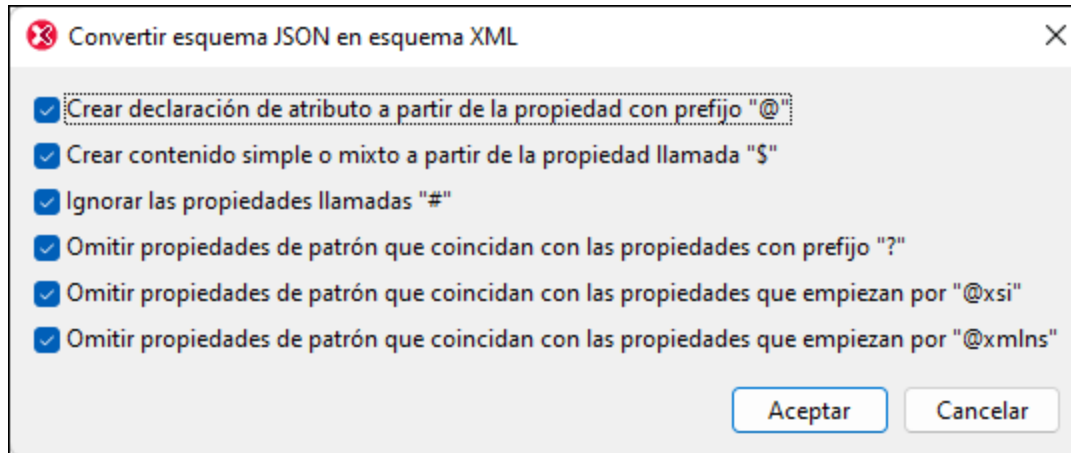 Convertir esquema JSON en esquema XML
Crear declaración de atributo a partir de la propiedad con prefijo "@"
Crear contenido simple o mixto a partir de la propiedad llamada "$"
Ignorar las propiedades llamadas "#"
Omitir propiedades de patrón que coincidan con las propiedades con prefijo "?"
Omitir propiedades de patrón que coincidan con las propiedades que empiezan por "@xsi"
Omitir propiedades de patrón que coincidan con las propiedades que empiezan por "@xmlns"
Aceptar Cancelar